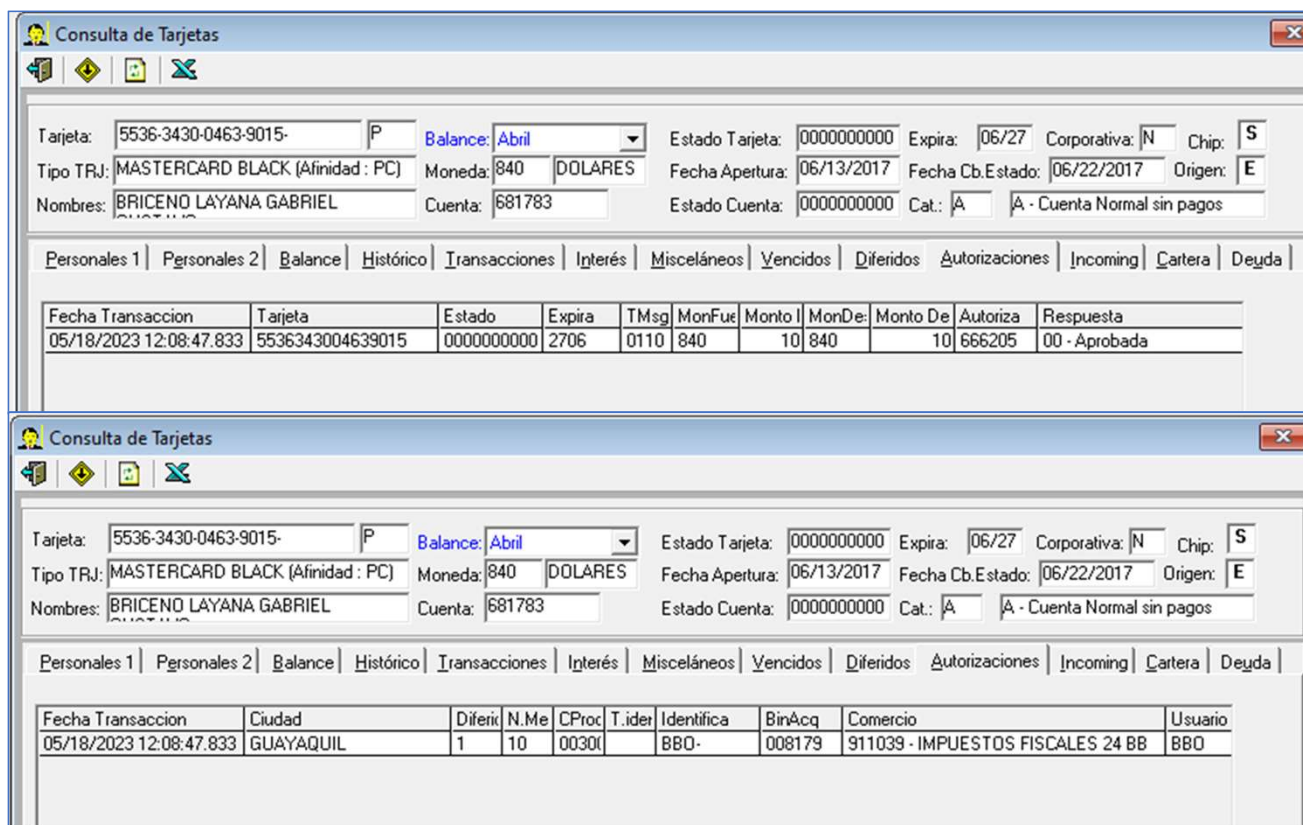 Consulta de Tarjetas
Tarjeta: 5536-3430-0463-9015- P Balance: Abril Estado Tarjeta: 0000000000 Expira: 06/27 Corporativa: N Chip: S
Tipo TRJ: MASTERCARD BLACK (Afinidad : PC) Moneda: 840 DOLARES Fecha Apertura: 06/13/2017 Fecha Cb.Estado: 06/22/2017 Origen: E
Nombres: BRICENO LAYANA GABRIEL Cuenta: 681783 Estado Cuenta: 0000000000 Cat.: A A - Cuenta Normal sin pagos
Personales 1 Personales 2 Balance Histórico Transacciones Interés Misceláneos Vencidos Diferidos Autorizaciones Incoming Cartera Deuda
Fecha Transaccion Tarjeta Estado Expira TMsg MonFue Monto I MonDe: Monto De Autoriza Respuesta
05/18/2023 12:08:47.833 5536343004639015 0000000000 2706 0110 840 10 840 10 666205 00 - Aprobada
Consulta de Tarjetas
Tarjeta: 5536-3430-0463-9015- P Balance: Abril Estado Tarjeta: 0000000000 Expira: 06/27 Corporativa: N Chip: S
Tipo TRJ: MASTERCARD BLACK (Afinidad : PC) Moneda: 840 DOLARES Fecha Apertura: 06/13/2017 Fecha Cb.Estado: 06/22/2017 Origen: E
Nombres: BRICENO LAYANA GABRIEL Cuenta: 681783 Estado Cuenta: 0000000000 Cat.: A A - Cuenta Normal sin pagos
Personales 1 Personales 2 Balance Histórico Transacciones Interés Misceláneos Vencidos Diferidos Autorizaciones Incoming Cartera Deuda
Fecha Transaccion Ciudad Diferic N.Me CProc T.ider Identifica BinAcq Comercio Usuario
05/18/2023 12:08:47.833 GUAYAQUIL 1 10 0030( BBO- 008179 911039 - IMPUESTOS FISCALES 24 BB BBO